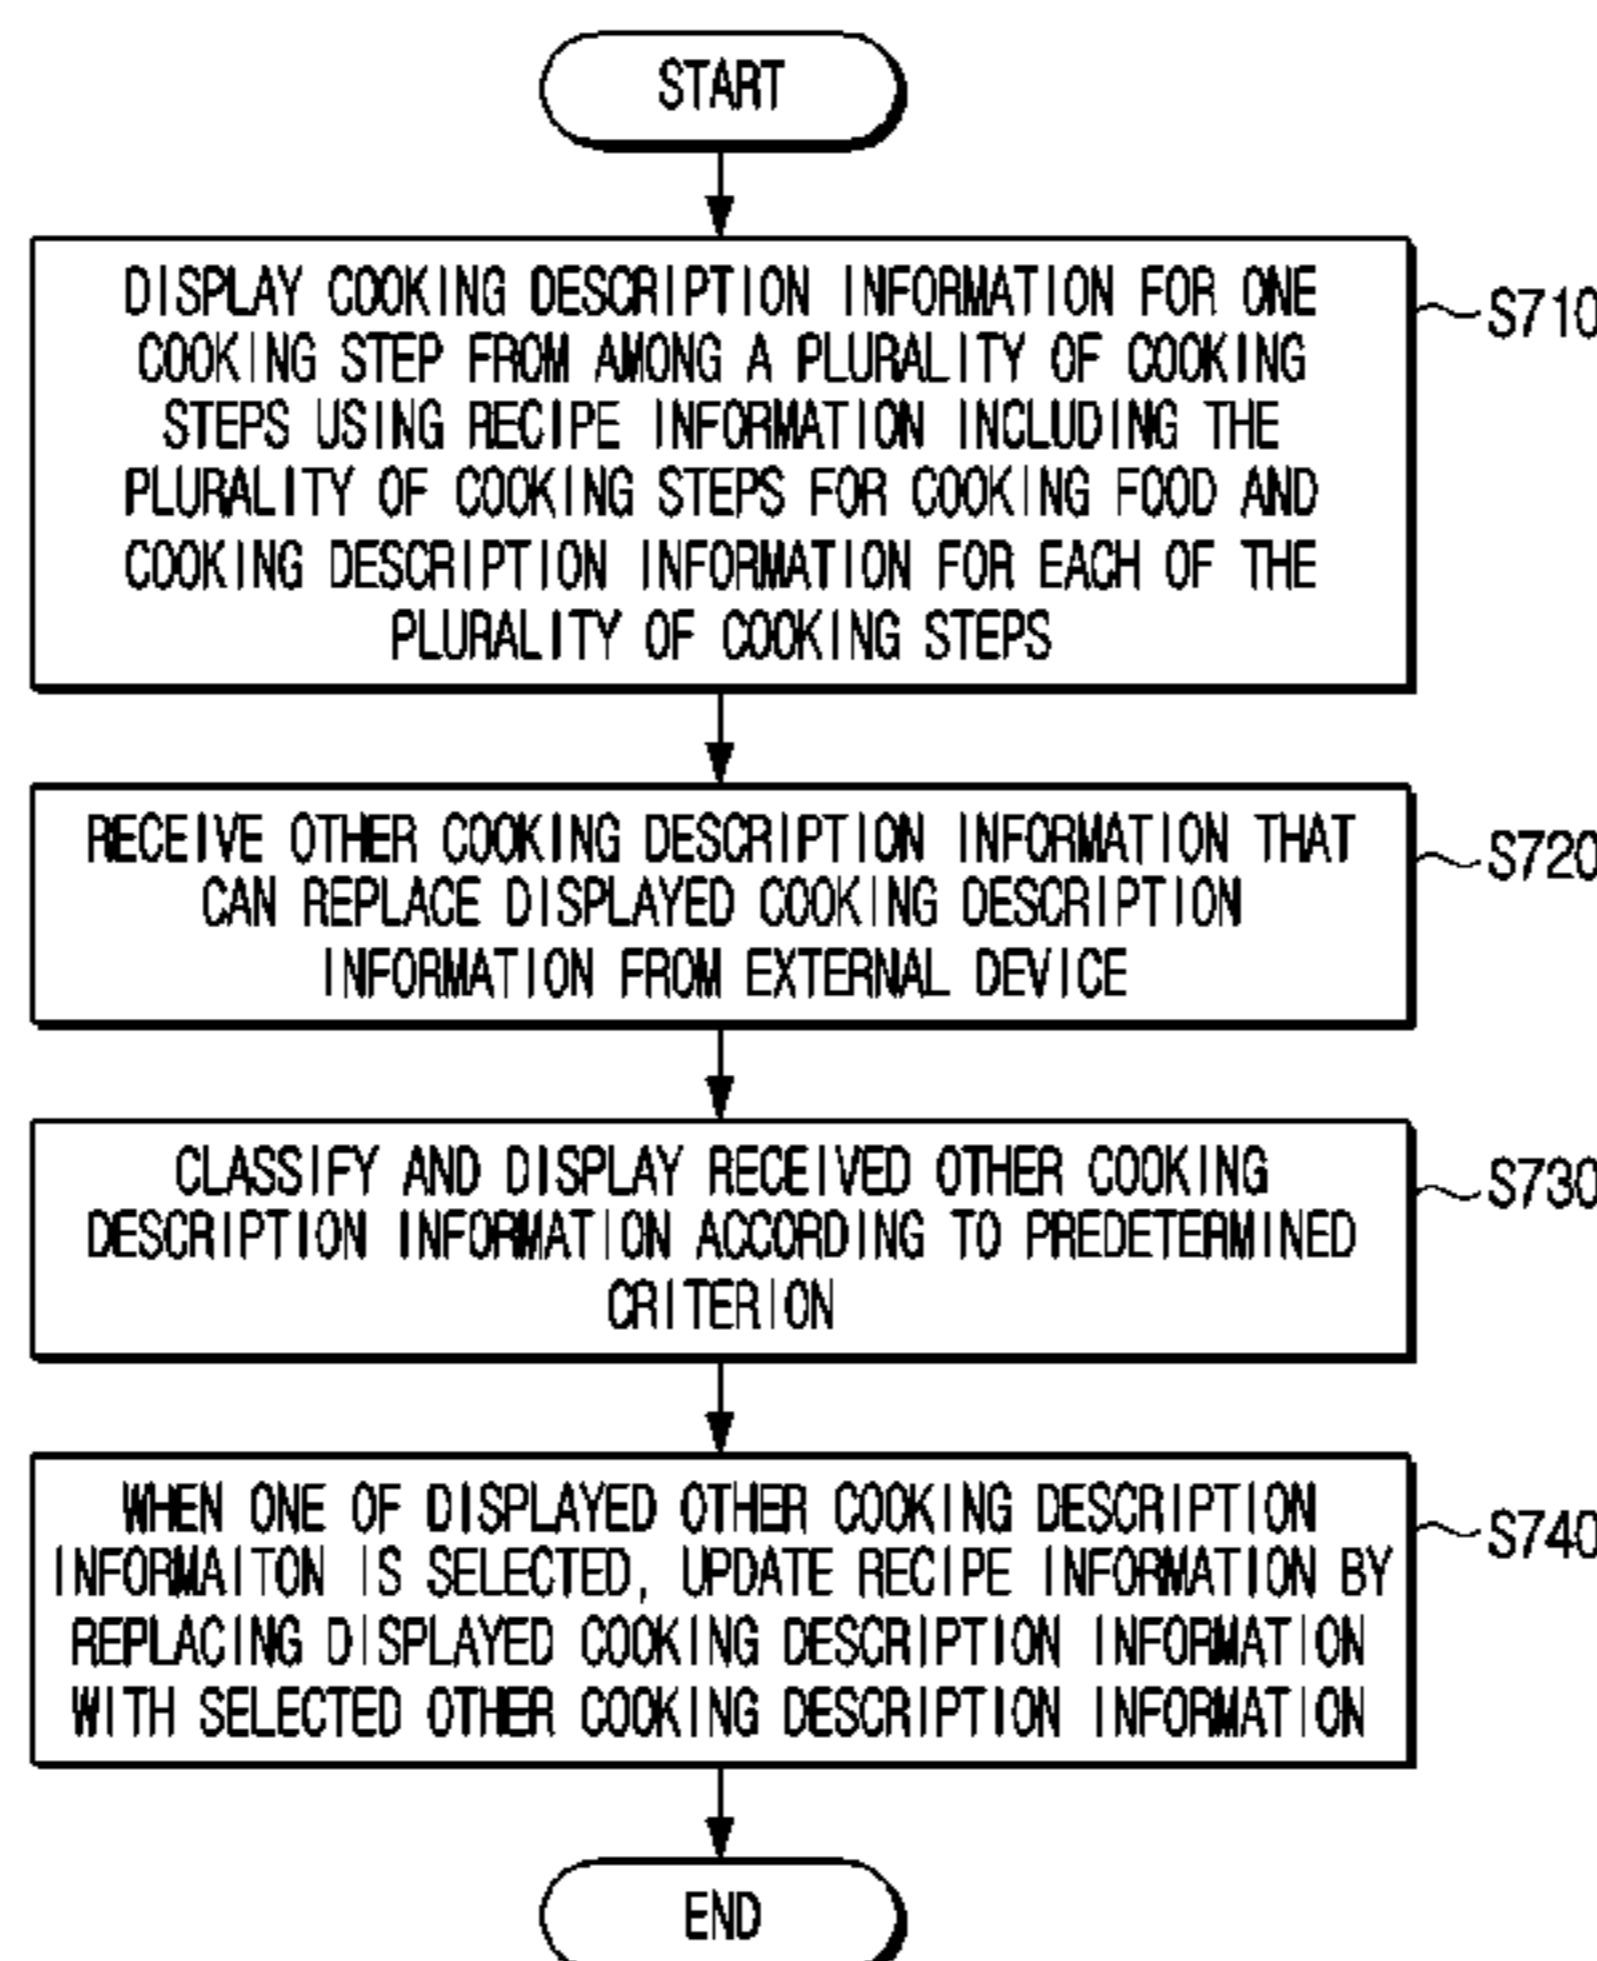 START
DISPLAY COOKING DESCRIPTION INFORMATION FOR ONE
COOKING STEP FROM AMONG A PLURALITY OF COOKING
STEPS USING RECIPE INFORMATION INCLUDING THE
PLURALITY OF COOKING STEPS FOR COOKING FOOD AND
COOKING DESCRIPTION INFORMATION FOR EACH OF THE
PLURALITY OF COOKING STEPS
S710
RECEIVE OTHER COOKING DESCRIPTION INFORMATION THAT
CAN REPLACE DISPLAYED COOKING DESCRIPTION
INFORMATION FROM EXTERNAL DEVICE
S720
CLASSIFY AND DISPLAY RECEIVED OTHER COOKING
DESCRIPTION INFORMATION ACCORDING TO PREDETERMINED
CRITERION
S730
WHEN ONE OF DISPLAYED OTHER COOKING DESCRIPTION
INFORMAITON IS SELECTED, UPDATE RECIPE INFORMATION BY
REPLACING DISPLAYED COOKING DESCRIPTION INFORMATION
WITH SELECTED OTHER COOKING DESCRIPTION INFORMATION
S740
END